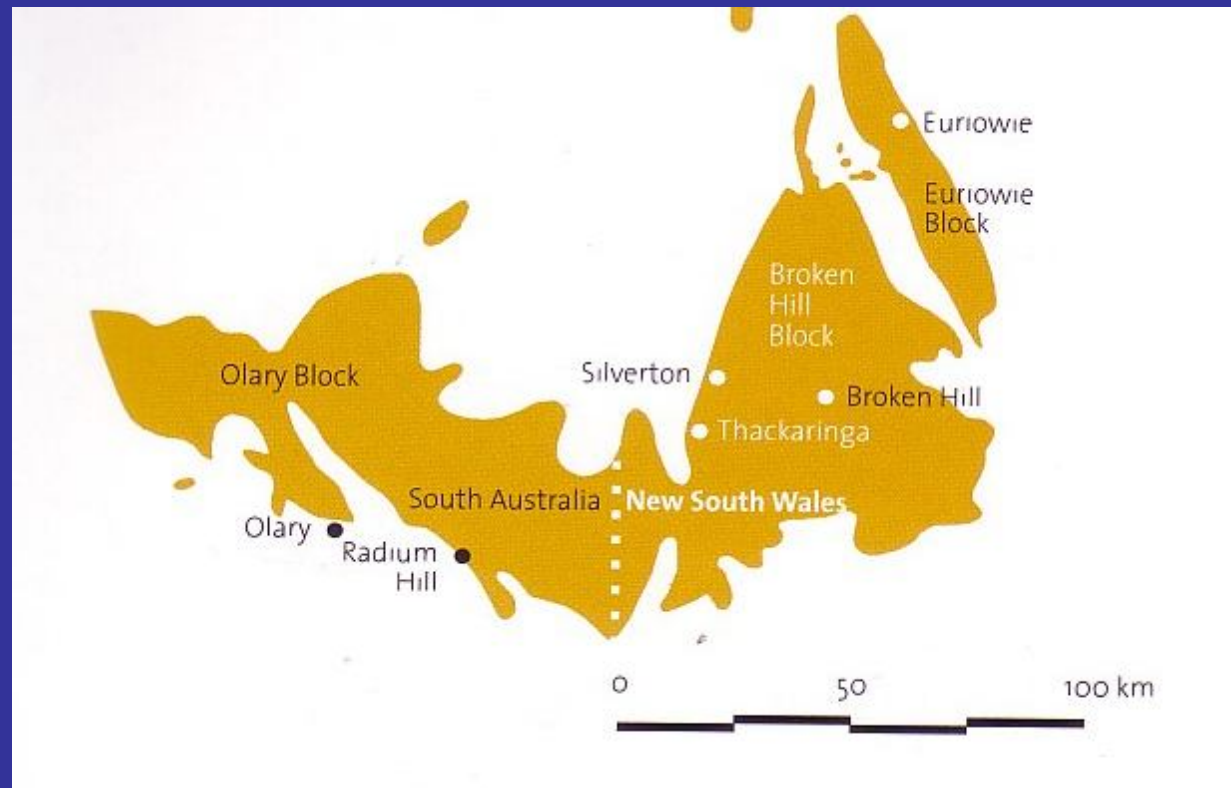 Euriowie
Euriowie
Block
Broken
Hill
Block
Olary Block
Silverton
Broken Hill
Thackaringa
South Australia
New South Wales
Olary
Radium
Hill
0 50 100 km